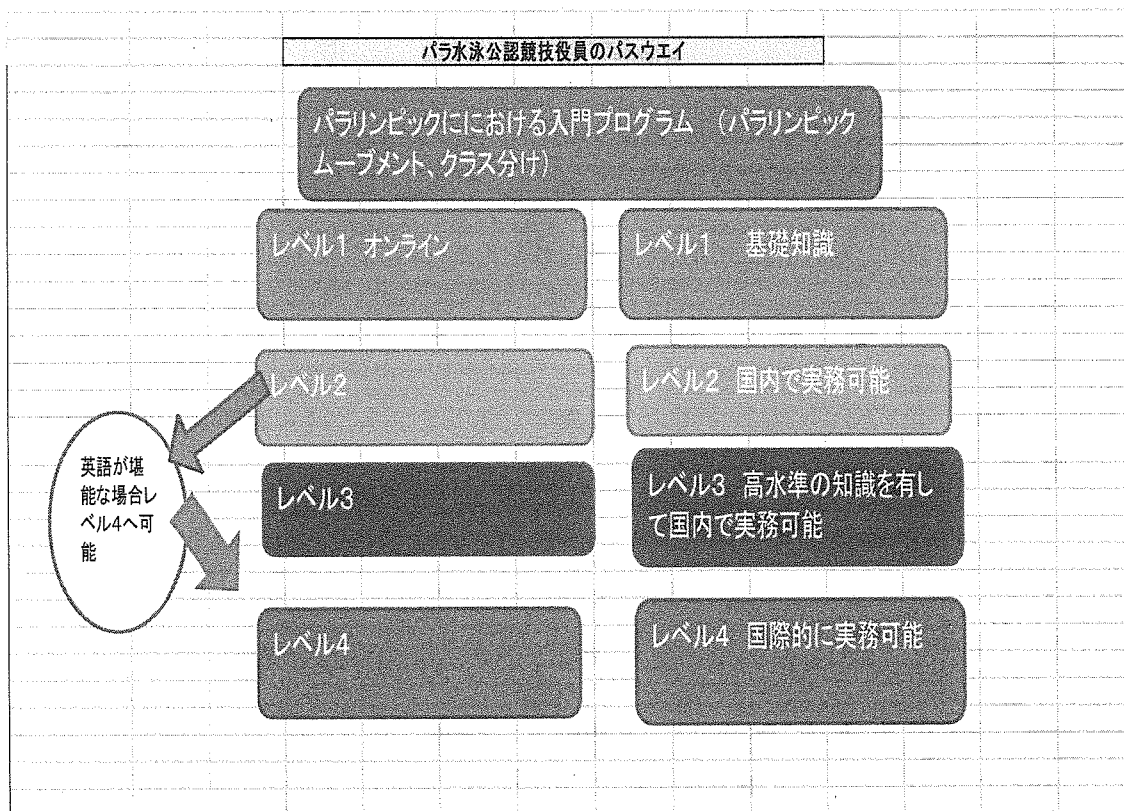 パラ水泳公認競技役員のパスウエイ
パラリンピックににおける入門プログラム （パラリンピック
ムーブメント、クラス分け）
レベル1 オンライン
レベル1 基礎知識
レベル2
レベル2 国内で実務可能
英語が堪
能な場合レ
ベル4へ可
能
レベル3
レベル3 高水準の知識を有し
て国内で実務可能
レベル4
レベル4 国際的に実務可能